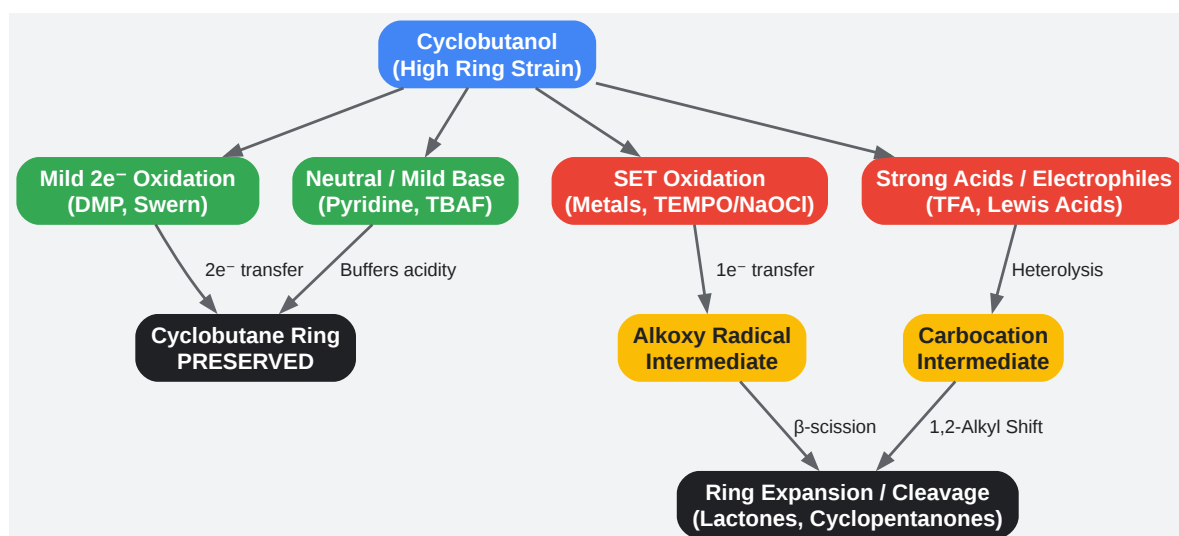 Cyclobutanol
(High Ring Strain)
Mild 2e⁻ Oxidation
(DMP, Swern)
Neutral / Mild Base
(Pyridine, TBAF)
SET Oxidation
(Metals, TEMPO/NaOCl)
Strong Acids / Electrophiles
(TFA, Lewis Acids)
2e⁻ transfer
Buffers acidity
1e⁻ transfer
Heterolysis
Cyclobutane Ring
PRESERVED
Alkoxy Radical
Intermediate
Carbocation
Intermediate
β-scission
1,2-Alkyl Shift
Ring Expansion / Cleavage
(Lactones, Cyclopentanones)